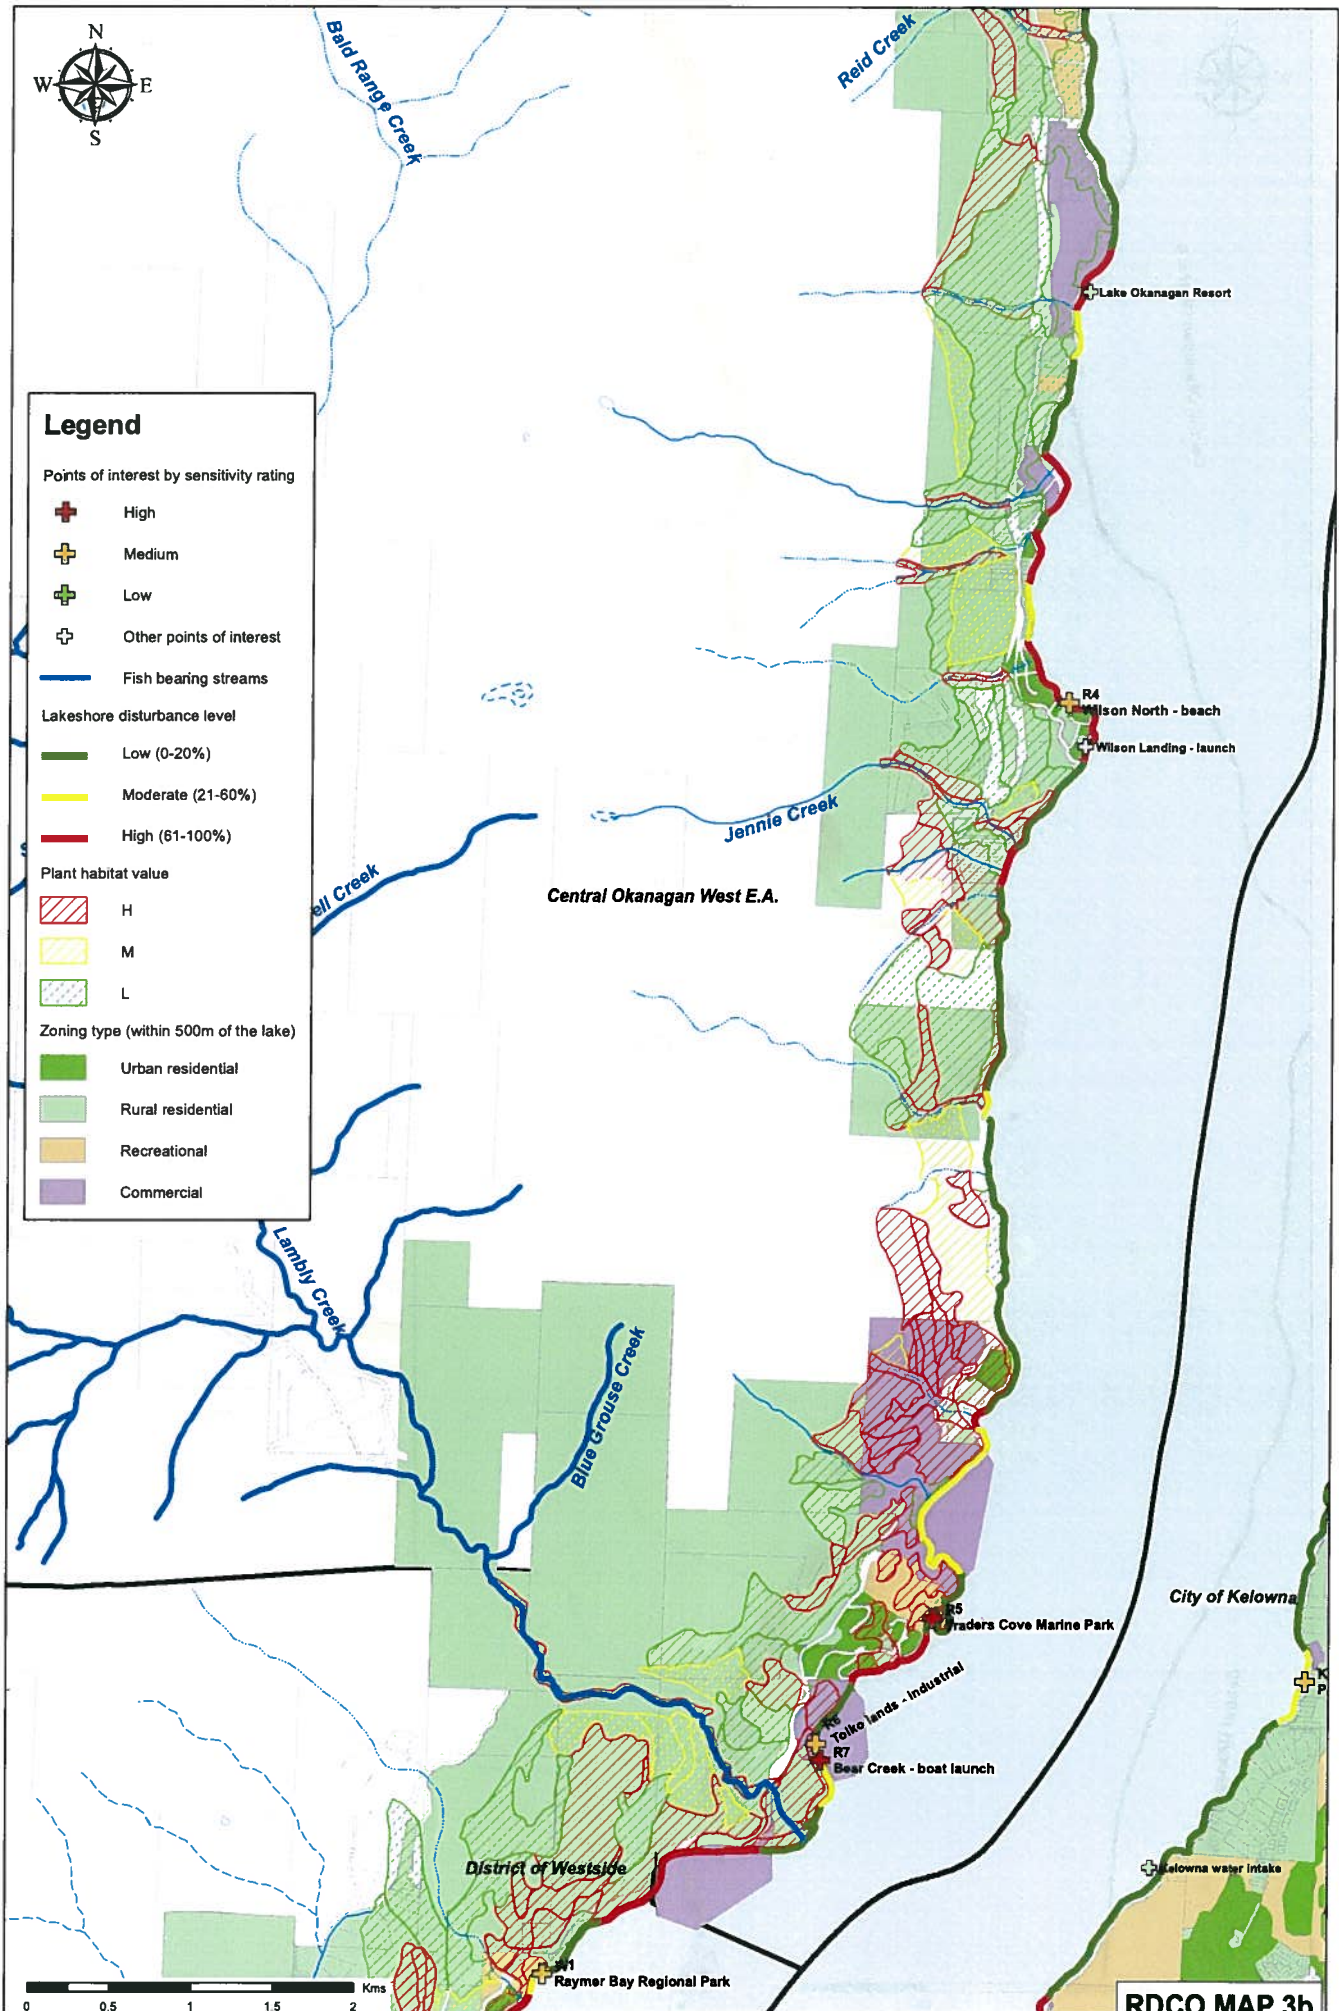 N
W E
S
Bald Range Creek
Reid Creek
Lake Okanagan Resort
Legend
Points of interest by sensitivity rating
High
Medium
Low
Other points of interest
Fish bearing streams
Lakeshore disturbance level
Low (0-20%)
Moderate (21-60%)
High (61-100%)
Plant habitat value
H
M
L
Zoning type (within 500m of the lake)
Urban residential
Rural residential
Recreational
Commercial
R4
Wilson North - beach
Wilson Landing - launch
Jennie Creek
ell Creek
Central Okanagan West E.A.
Lambly Creek
Blue Grouse Creek
City of Kelowna
R5
Traders Cove Marine Park
K
P
R6
Tolko lands - industrial
R7
Bear Creek - boat launch
District of Westside
Kelowna water intake
Raymer Bay Regional Park
Kms
0 0.5 1 1.5 2
RDCO MAP 3b